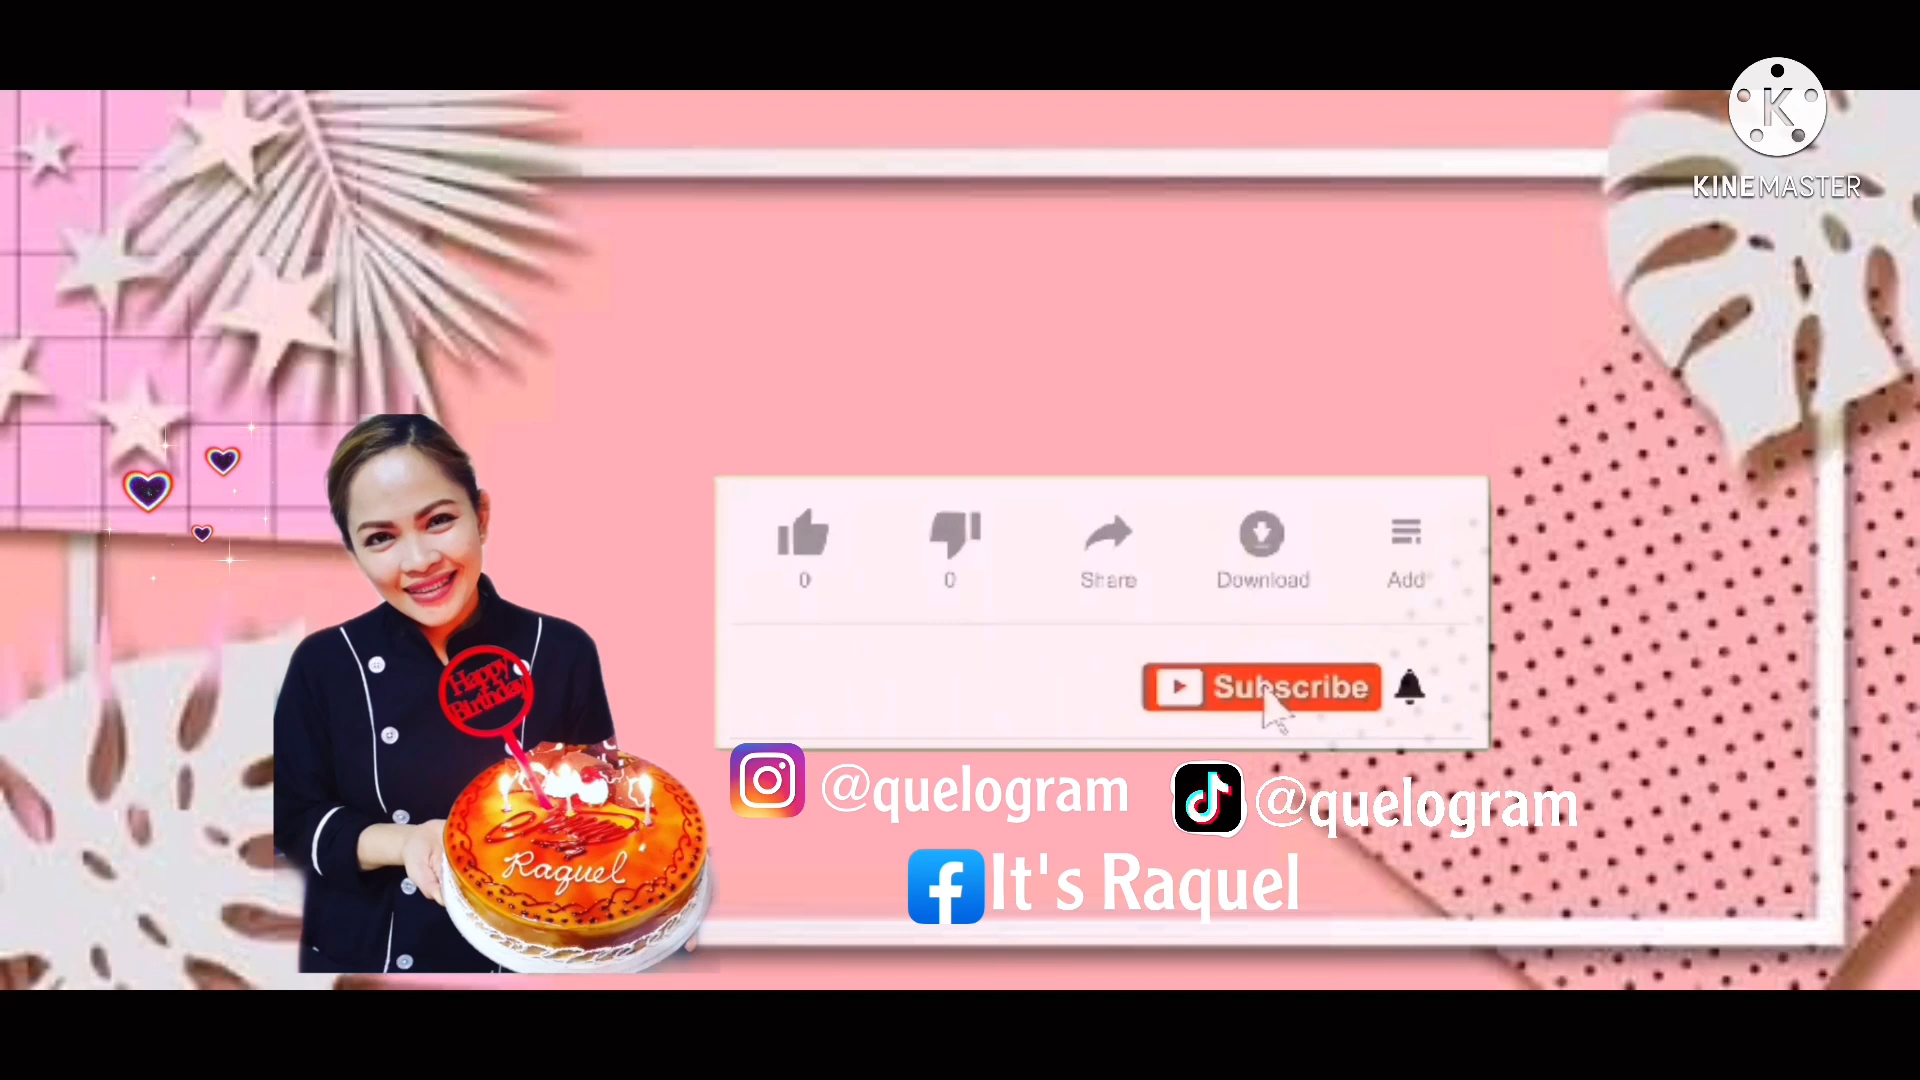 K
KINEMASTER
0
0
Share
Download
Add
Subscribe
Happy
Birthday
@quelogram
@quelogram
Raquel
It's Raquel